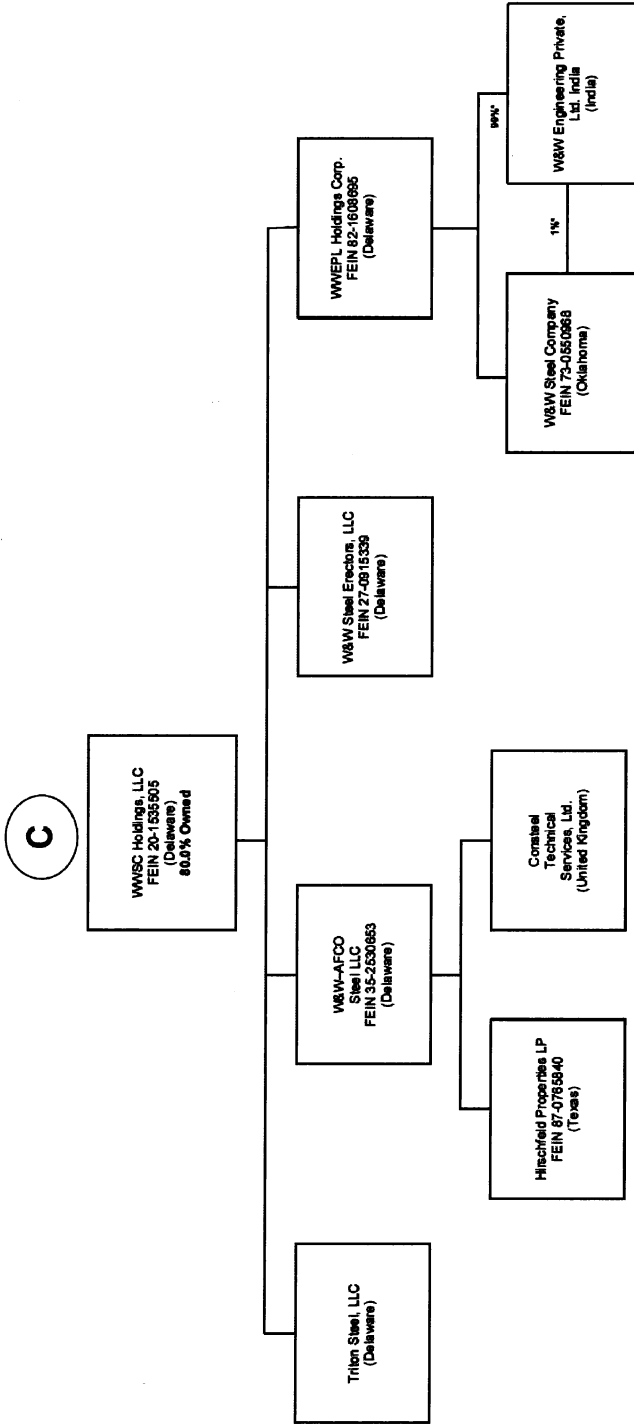 C
WWSC Holdings, LLC
FEIN 20-1535505
(Delaware)
80.0% Owned
Triton Steel, LLC
(Delaware)
W&W–AFCO
Steel LLC
FEIN 35-2530653
(Delaware)
W&W Steel Erectors, LLC
FEIN 27-0915339
(Delaware)
WWEPL Holdings Corp.
FEIN 82-1608695
(Delaware)
Hirschfeld Properties LP
FEIN 87-0765840
(Texas)
Consteel
Technical
Services, Ltd.
(United Kingdom)
W&W Steel Company
FEIN 73-0550968
(Oklahoma)
1%*
99%*
W&W Engineering Private,
Ltd. India
(India)